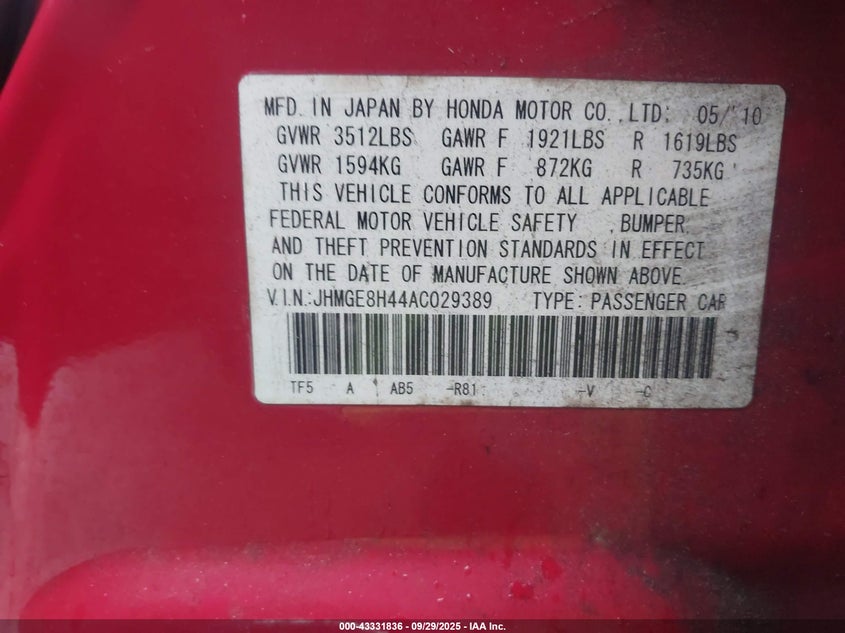 MFD. IN JAPAN BY HONDA MOTOR CO.,LTD: 05/'10
GVWR 3512LBS GAWR F 1921LBS R 1619LBS
GVWR 1594KG GAWR F 872KG R 735KG
THIS VEHICLE CONFORMS TO ALL APPLICABLE
FEDERAL MOTOR VEHICLE SAFETY , BUMPER,
AND THEFT PREVENTION STANDARDS IN EFFECT
ON THE DATE OF MANUFACTURE SHOWN ABOVE.
V.I.N.:JHMGE8H44AC029389 TYPE: PASSENGER CAR
TF5 A AB5 -R81 -V -C
000-43331836 - 09/29/2025 - IAA Inc.